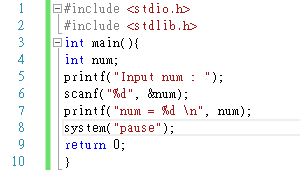 1 #include <stdio.h>
2 #include <stdlib.h>
3 int main(){
4 int num;
5 printf("Input num : ");
6 scanf("%d", &num);
7 printf("num = %d \n", num);
8 system("pause");
9 return 0;
10 }